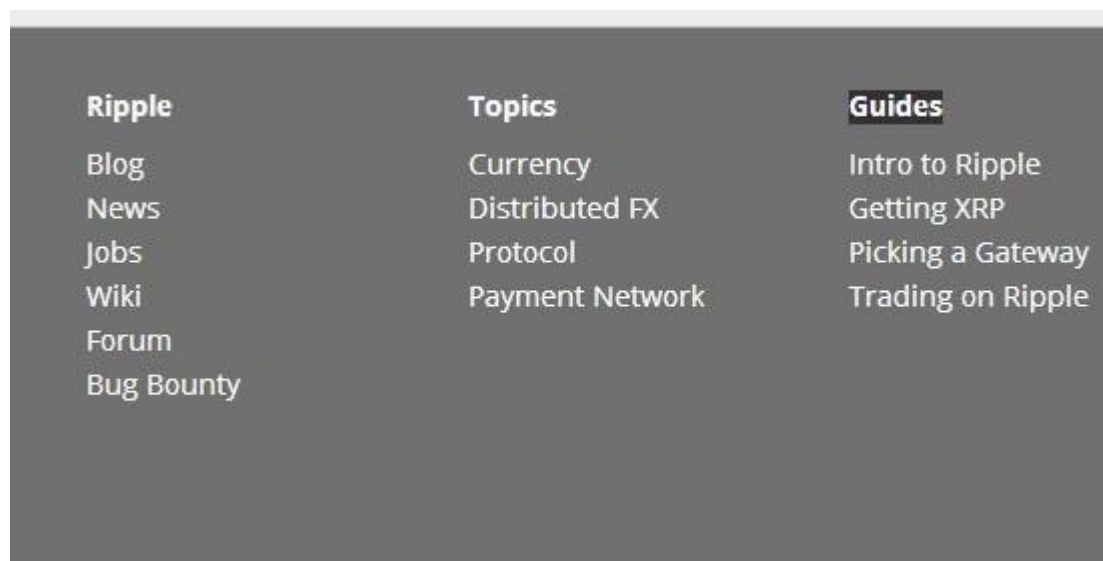 Ripple
Blog
News
Jobs
Wiki
Forum
Bug Bounty
Topics
Currency
Distributed FX
Protocol
Payment Network
Guides
Intro to Ripple
Getting XRP
Picking a Gateway
Trading on Ripple